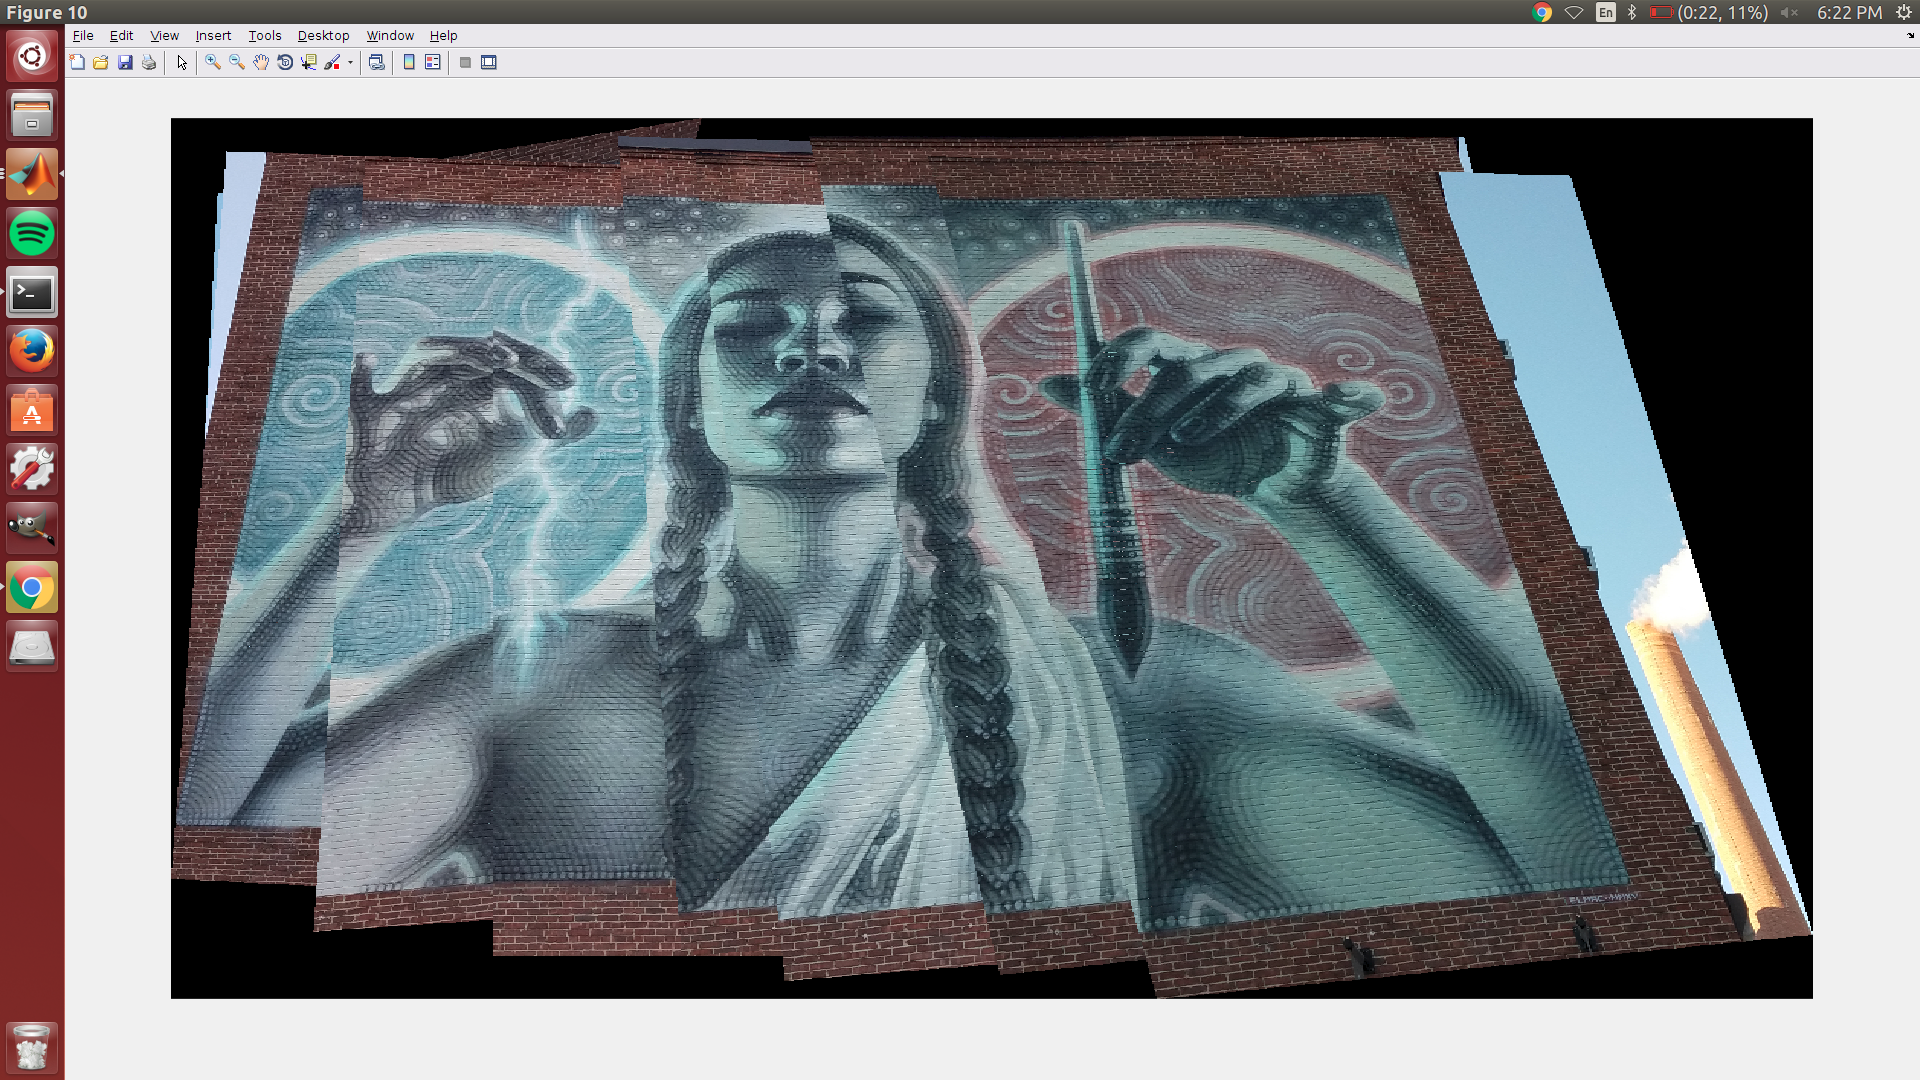 Figure 10
En
(0:22, 11%)
6:22 PM
File Edit View Insert Tools Desktop Window Help